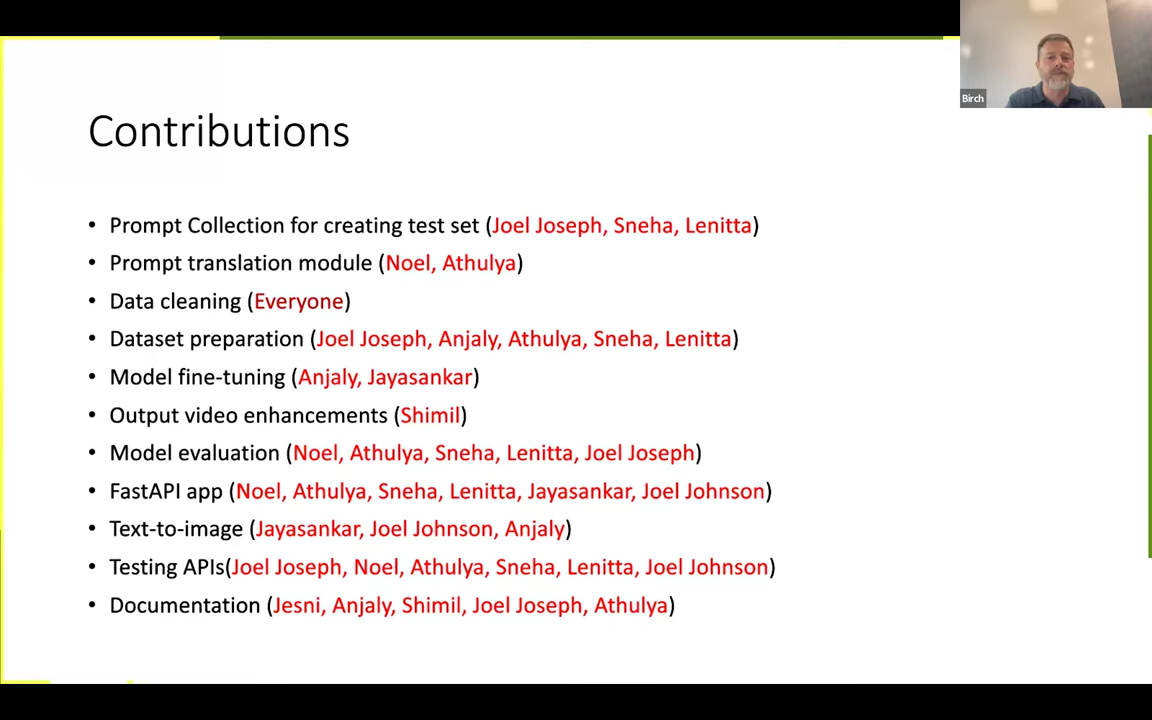 Birch
Contributions
• Prompt Collection for creating test set (Joel Joseph, Sneha, Lenitta)
• Prompt translation module (Noel, Athulya)
• Data cleaning (Everyone)
• Dataset preparation (Joel Joseph, Anjaly, Athulya, Sneha, Lenitta)
• Model fine-tuning (Anjaly, Jayasankar)
• Output video enhancements (Shimil)
• Model evaluation (Noel, Athulya, Sneha, Lenitta, Joel Joseph)
• FastAPI app (Noel, Athulya, Sneha, Lenitta, Jayasankar, Joel Johnson)
• Text-to-image (Jayasankar, Joel Johnson, Anjaly)
• Testing APIs(Joel Joseph, Noel, Athulya, Sneha, Lenitta, Joel Johnson)
• Documentation (Jesni, Anjaly, Shimil, Joel Joseph, Athulya)